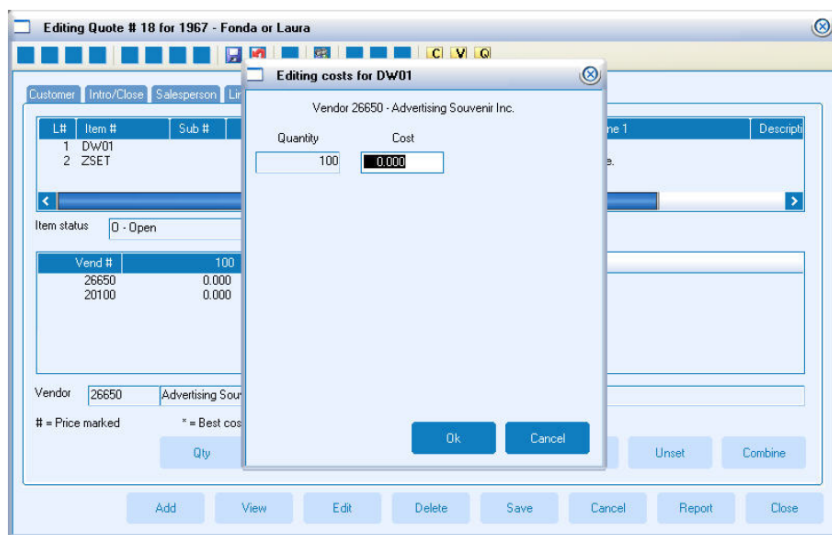 Editing Quote # 18 for 1967 - Fonda or Laura
C V Q
Editing costs for DW01
Customer Intro/Close Salesperson
Vendor 26650 - Advertising Souvenir Inc.
L# Item # Sub # ne 1 Descripti
Quantity Cost
1 DW01
2 ZSET e.
100 0.000
Item status O - Open
Vend # 100
26650 0.000
20100 0.000
Vendor 26650 Advertising Sou
# = Price marked * = Best cos
Ok Cancel
Qty Unset Combine
Add View Edit Delete Save Cancel Report Close